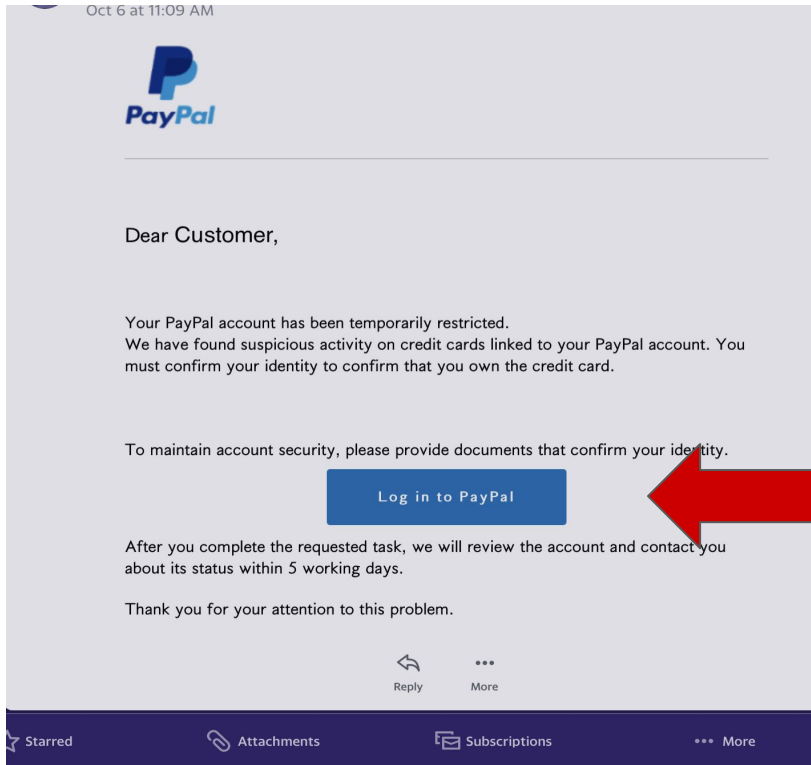 Oct 6 at 11:09 AM
PayPal
Dear Customer,
Your PayPal account has been temporarily restricted.
We have found suspicious activity on credit cards linked to your PayPal account. You
must confirm your identity to confirm that you own the credit card.
To maintain account security, please provide documents that confirm your identity.
Log in to PayPal
After you complete the requested task, we will review the account and contact you
about its status within 5 working days.
Thank you for your attention to this problem.
Reply More
Starred Attachments Subscriptions More